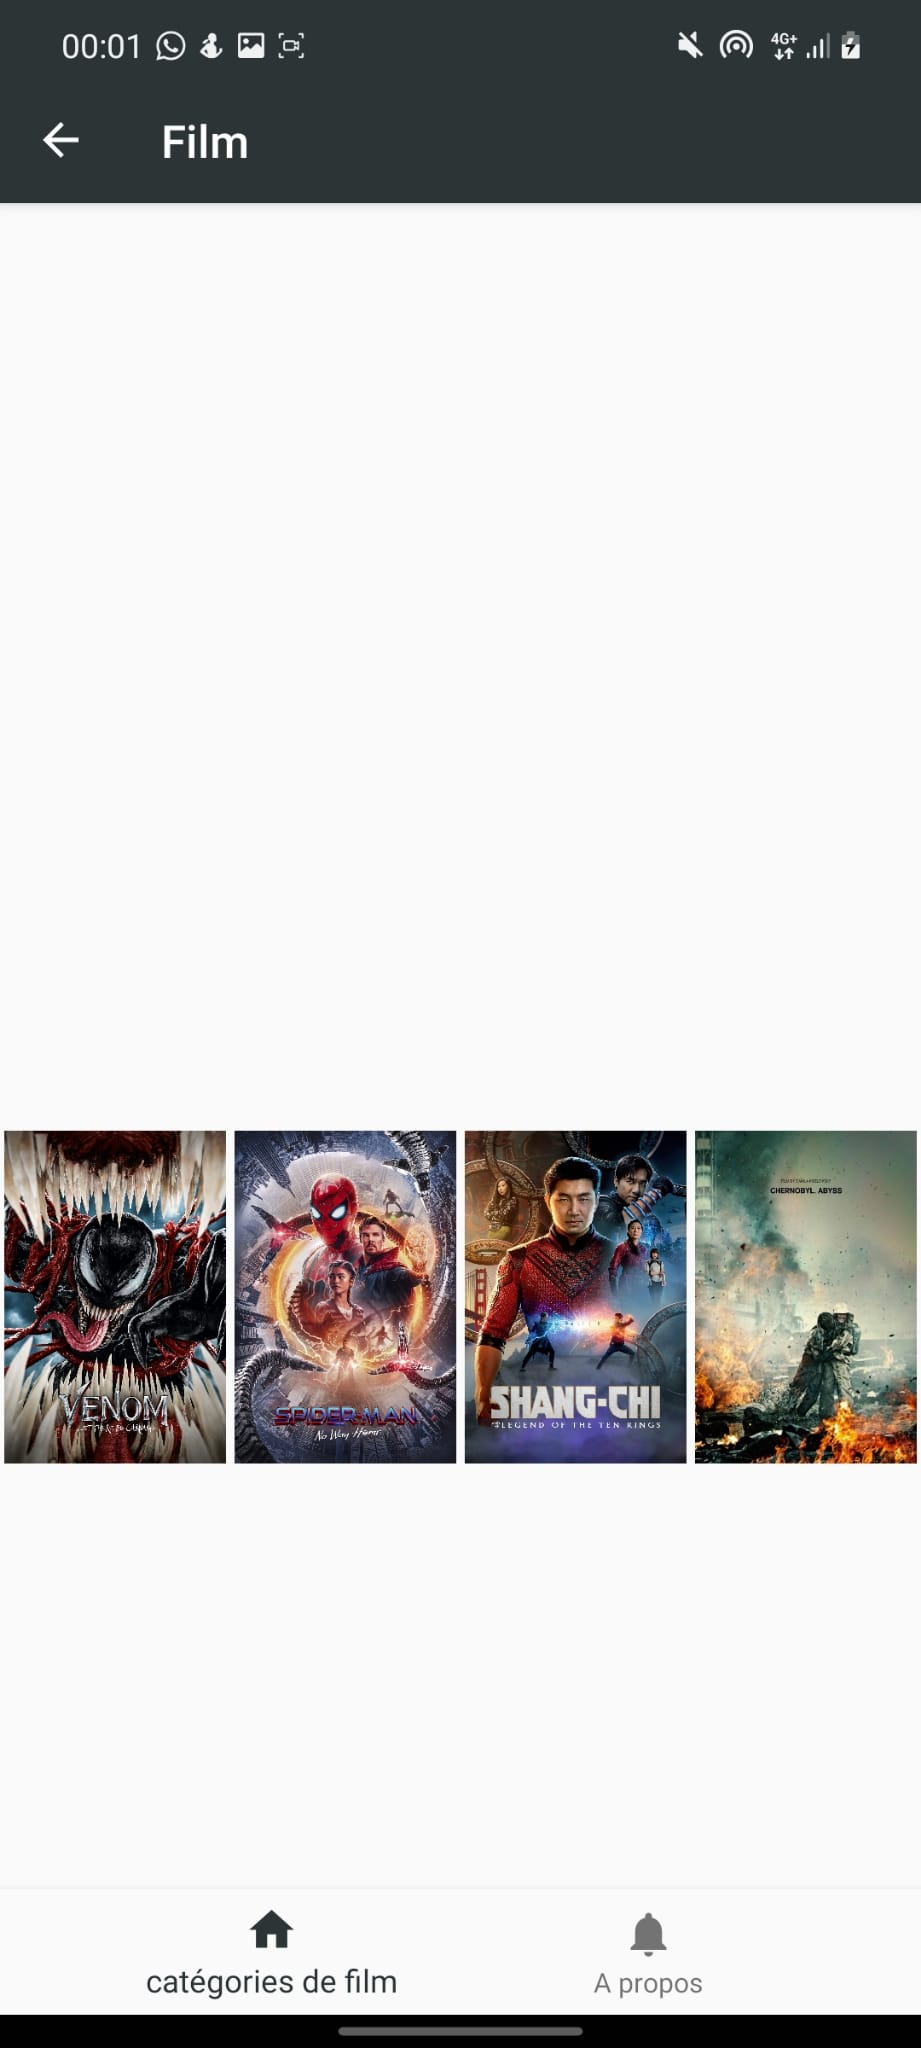 00:01
4G+
Film
VENOM
SPIDER-MAN
No Way Home
SHANG-CHI
LEGEND OF THE TEN RINGS
CHERNOBYL. ABYSS
catégories de film
A propos